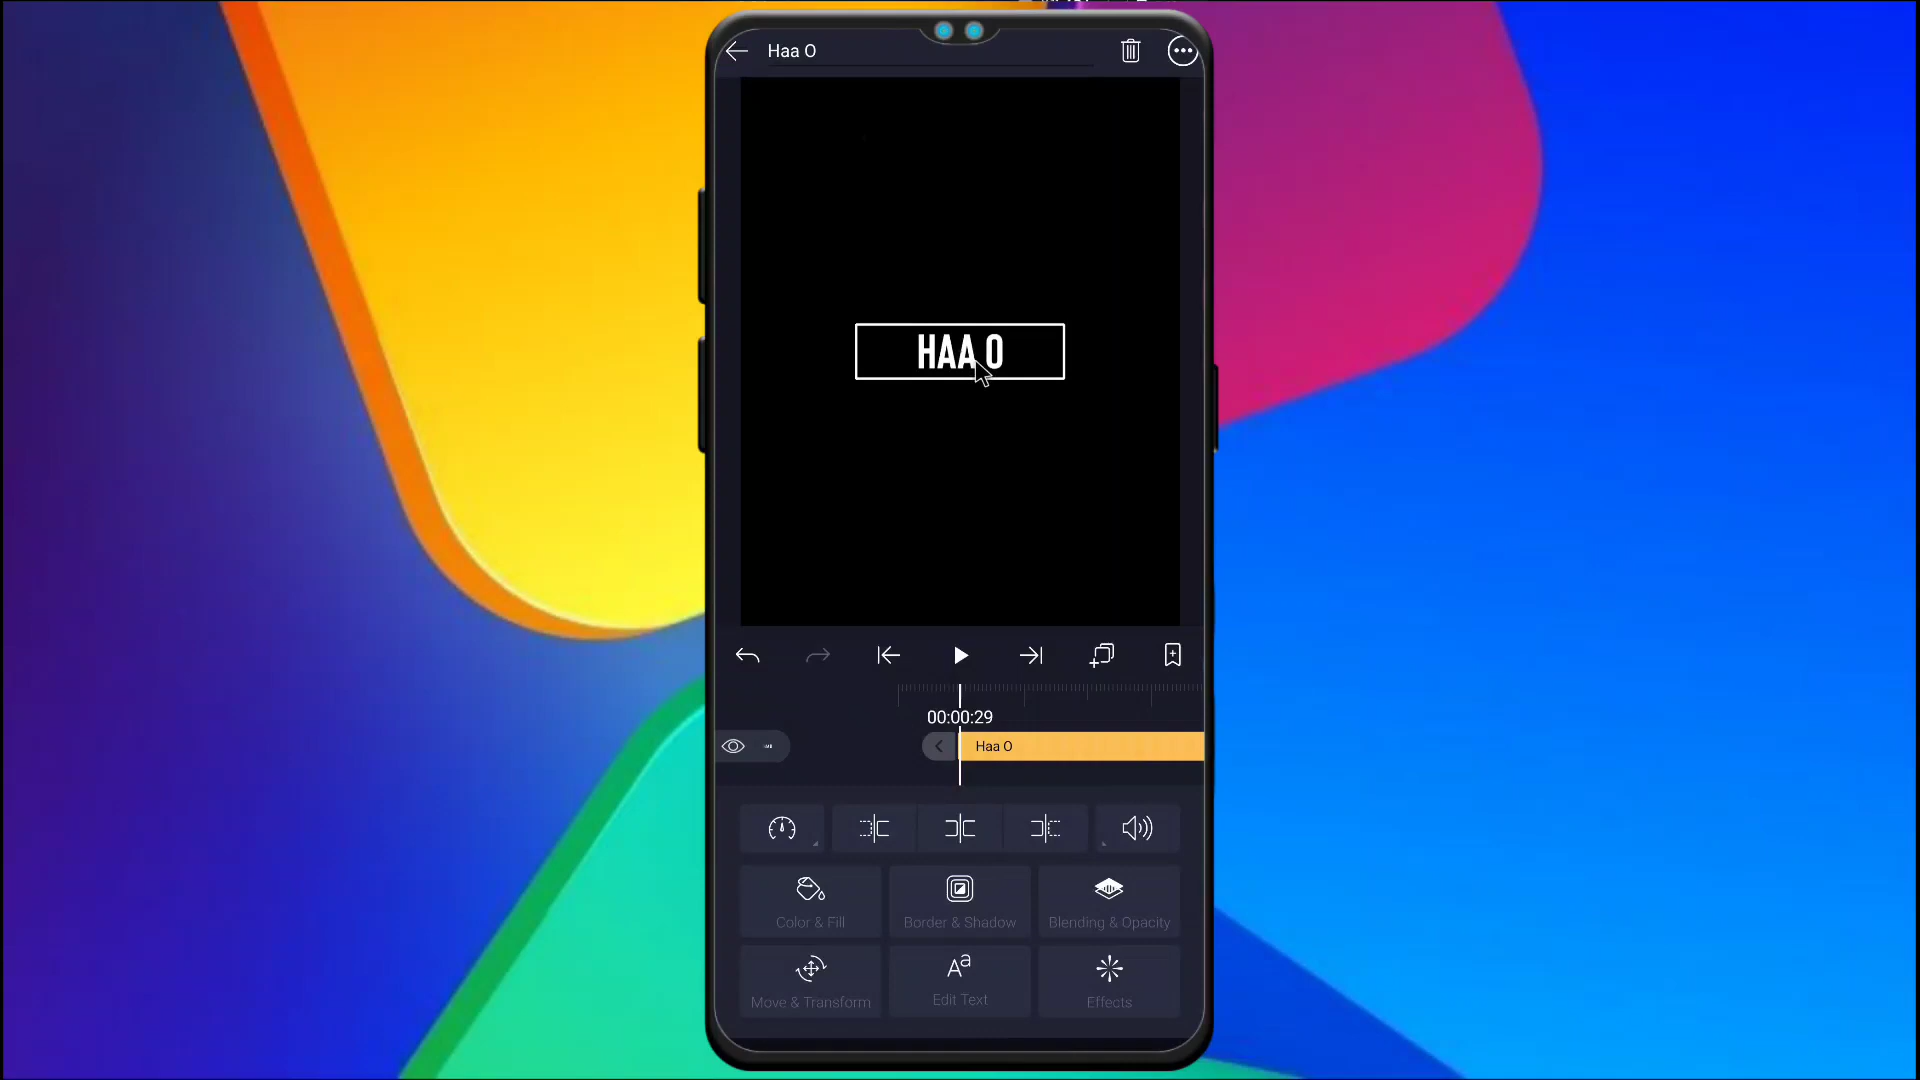 Haa O
HAA O
00:00:29
Haa O
Color & Fill
Border & Shadow
Blending & Opacity
Move & Transform
Edit Text
Effects